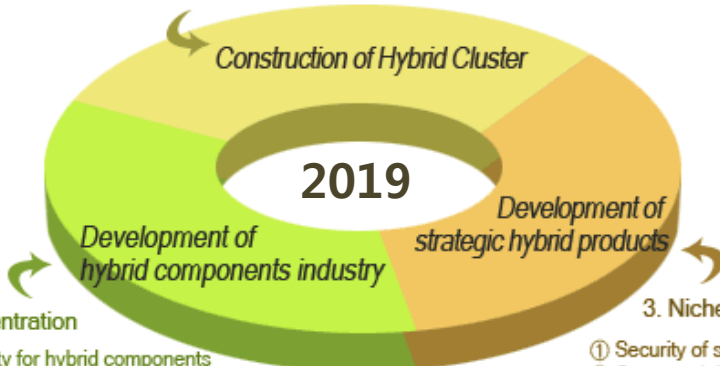 Construction of Hybrid Cluster
2019
Development of
strategic hybrid products
Development of
hybrid components industry
3. Niche
① Security of s
for hybrid components